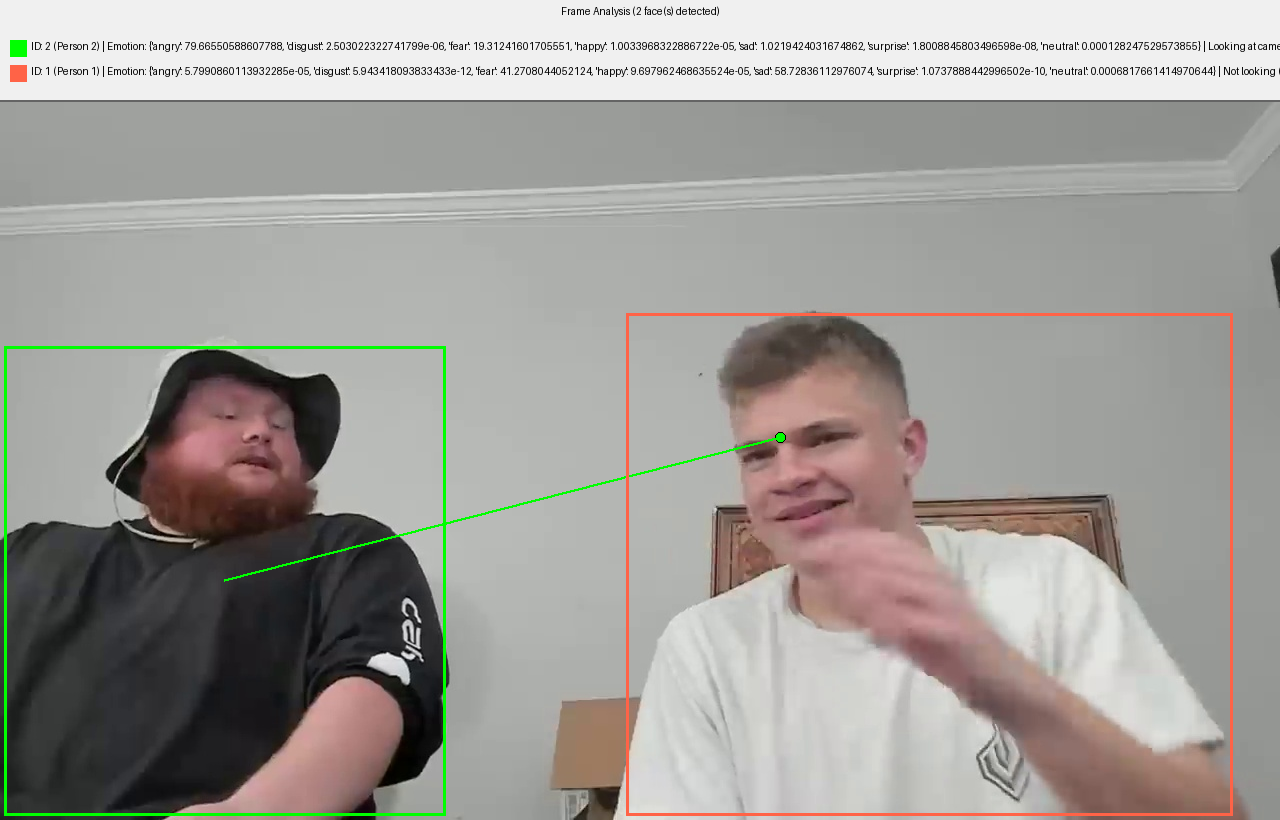 Frame Analysis (2 face(s) detected)
ID: 2 (Person 2) | Emotion: {'angry': 79.66550588607788, 'disgust': 2.503022322741799e-06, 'fear': 19.31241601705551, 'happy': 1.0033968322886722e-05, 'sad': 1.0219424031674862, 'surprise': 1.8008845803496598e-08, 'neutral': 0.000128247529573855} | Looking at came
ID: 1 (Person 1) | Emotion: {'angry': 5.7990860113932285e-05, 'disgust': 5.943418093833433e-12, 'fear': 41.2708044052124, 'happy': 9.697962468635524e-05, 'sad': 58.72836112976074, 'surprise': 1.0737888442996502e-10, 'neutral': 0.0006817661414970644} | Not looking